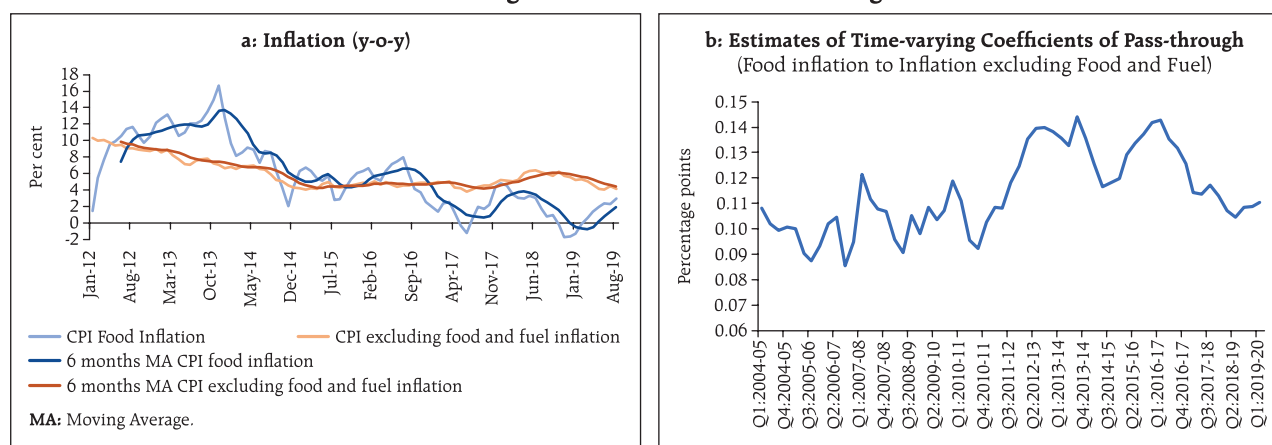 a: Inflation (y-o-y)
Per cent
18
16
14
12
10
8
6
4
2
0
-2
Jan-12
Aug-12
Mar-13
Oct-13
May-14
Dec-14
Jul-15
Feb-16
Sep-16
Apr-17
Nov-17
Jun-18
Jan-19
Aug-19
CPI Food Inflation
CPI excluding food and fuel inflation
6 months MA CPI food inflation
6 months MA CPI excluding food and fuel inflation
MA: Moving Average.
b: Estimates of Time-varying Coefficients of Pass-through
(Food inflation to Inflation excluding Food and Fuel)
Percentage points
0.15
0.14
0.13
0.12
0.11
0.10
0.09
0.08
0.07
0.06
Q1:2004-05
Q4:2004-05
Q3:2005-06
Q2:2006-07
Q1:2007-08
Q4:2007-08
Q3:2008-09
Q2:2009-10
Q1:2010-11
Q4:2010-11
Q3:2011-12
Q2:2012-13
Q1:2013-14
Q4:2013-14
Q3:2014-15
Q2:2015-16
Q1:2016-17
Q4:2016-17
Q3:2017-18
Q2:2018-19
Q1:2019-20